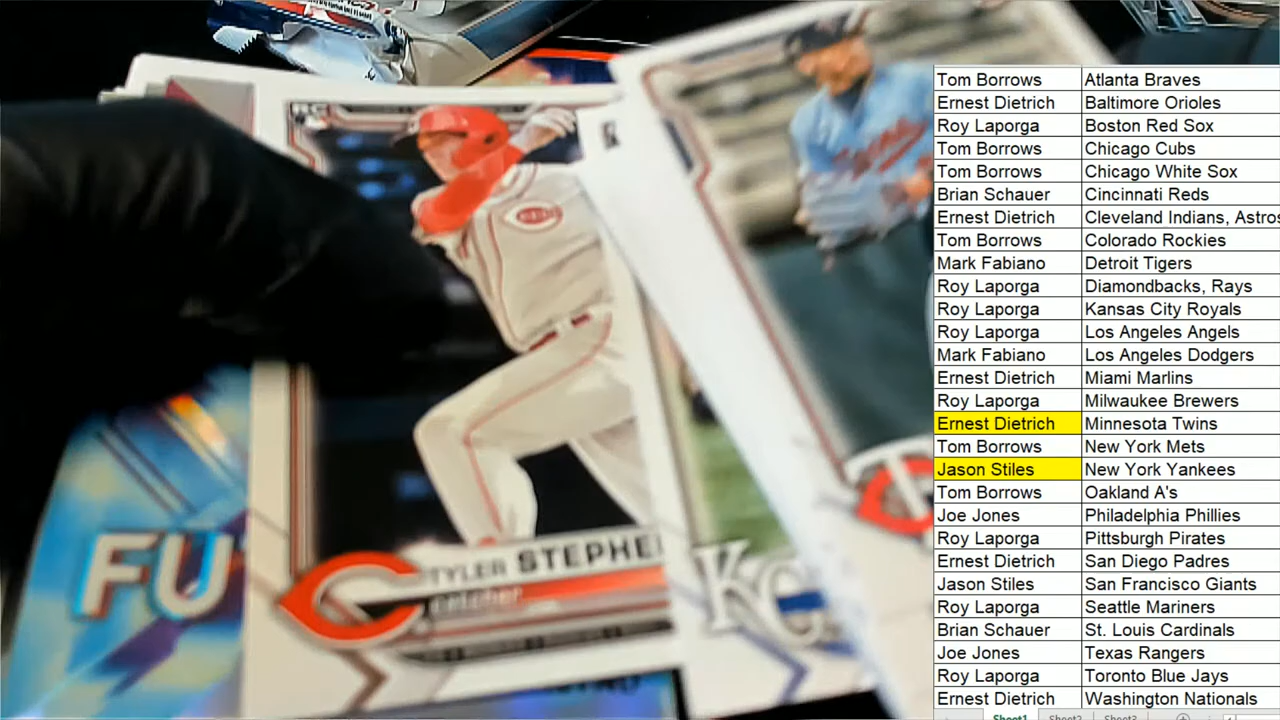 Tom Borrows Atlanta Braves
Ernest Dietrich Baltimore Orioles
Roy Laporga Boston Red Sox
Tom Borrows Chicago Cubs
Tom Borrows Chicago White Sox
Brian Schauer Cincinnati Reds
Ernest Dietrich Cleveland Indians, Astros
Tom Borrows Colorado Rockies
Mark Fabiano Detroit Tigers
Roy Laporga Diamondbacks, Rays
Roy Laporga Kansas City Royals
Roy Laporga Los Angeles Angels
Mark Fabiano Los Angeles Dodgers
Ernest Dietrich Miami Marlins
Roy Laporga Milwaukee Brewers
Ernest Dietrich Minnesota Twins
Tom Borrows New York Mets
Jason Stiles New York Yankees
Tom Borrows Oakland A's
Joe Jones Philadelphia Phillies
Roy Laporga Pittsburgh Pirates
Ernest Dietrich San Diego Padres
Jason Stiles San Francisco Giants
Roy Laporga Seattle Mariners
Brian Schauer St. Louis Cardinals
Joe Jones Texas Rangers
Roy Laporga Toronto Blue Jays
Ernest Dietrich Washington Nationals
Sheet1 Sheet2 Sheet3
RC
REDS
FU
TYLER STEPHE
catcher
KC